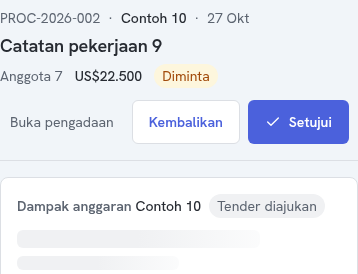 PROC-2026-002 · Contoh 10 · 27 Okt
Catatan pekerjaan 9
Anggota 7 US$22.500 Diminta
Buka pengadaan Kembalikan Setujui
Dampak anggaran Contoh 10 Tender diajukan